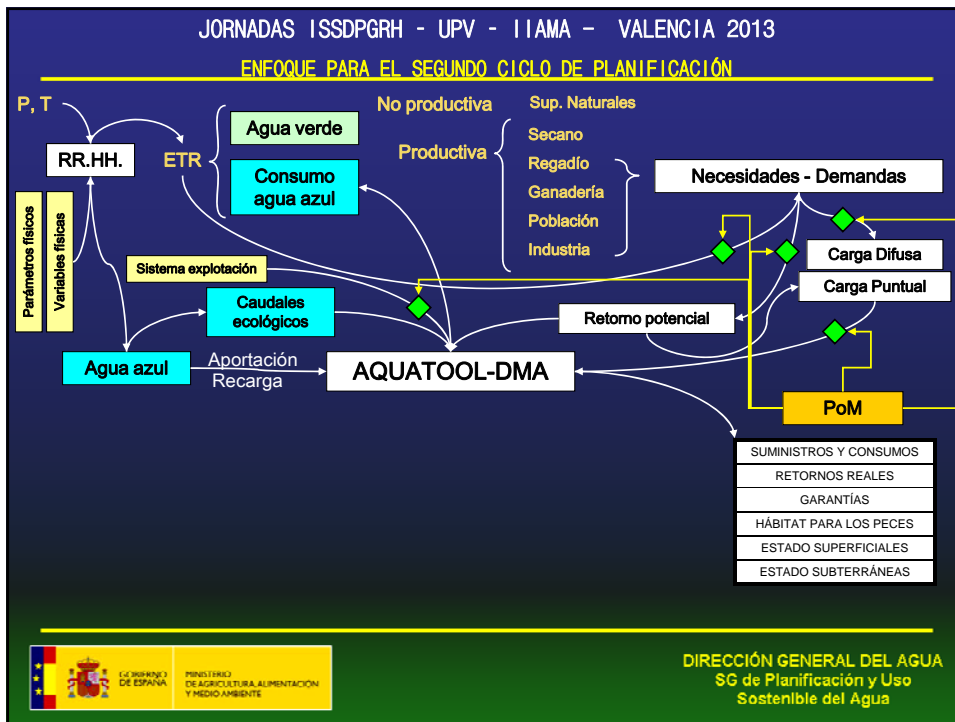 JORNADAS ISSDPGRH - UPV - IIAMA - VALENCIA 2013
ENFOQUE PARA EL SEGUNDO CICLO DE PLANIFICACIÓN
P, T
RR.HH.
ETR
Agua verde
Consumo
agua azul
No productiva
Sup. Naturales
Productiva
Secano
Regadío
Ganadería
Población
Industria
Necesidades - Demandas
Parámetros físicos
Variables físicas
Sistema explotación
Caudales
ecológicos
Carga Difusa
Carga Puntual
Retorno potencial
Agua azul
Aportación
Recarga
AQUATOOL-DMA
PoM
SUMINISTROS Y CONSUMOS
RETORNOS REALES
GARANTÍAS
HÁBITAT PARA LOS PECES
ESTADO SUPERFICIALES
ESTADO SUBTERRÁNEAS
GOBIERNO
DE ESPAÑA
MINISTERIO
DE AGRICULTURA, ALIMENTACIÓN
Y MEDIO AMBIENTE
DIRECCIÓN GENERAL DEL AGUA
SG de Planificación y Uso
Sostenible del Agua